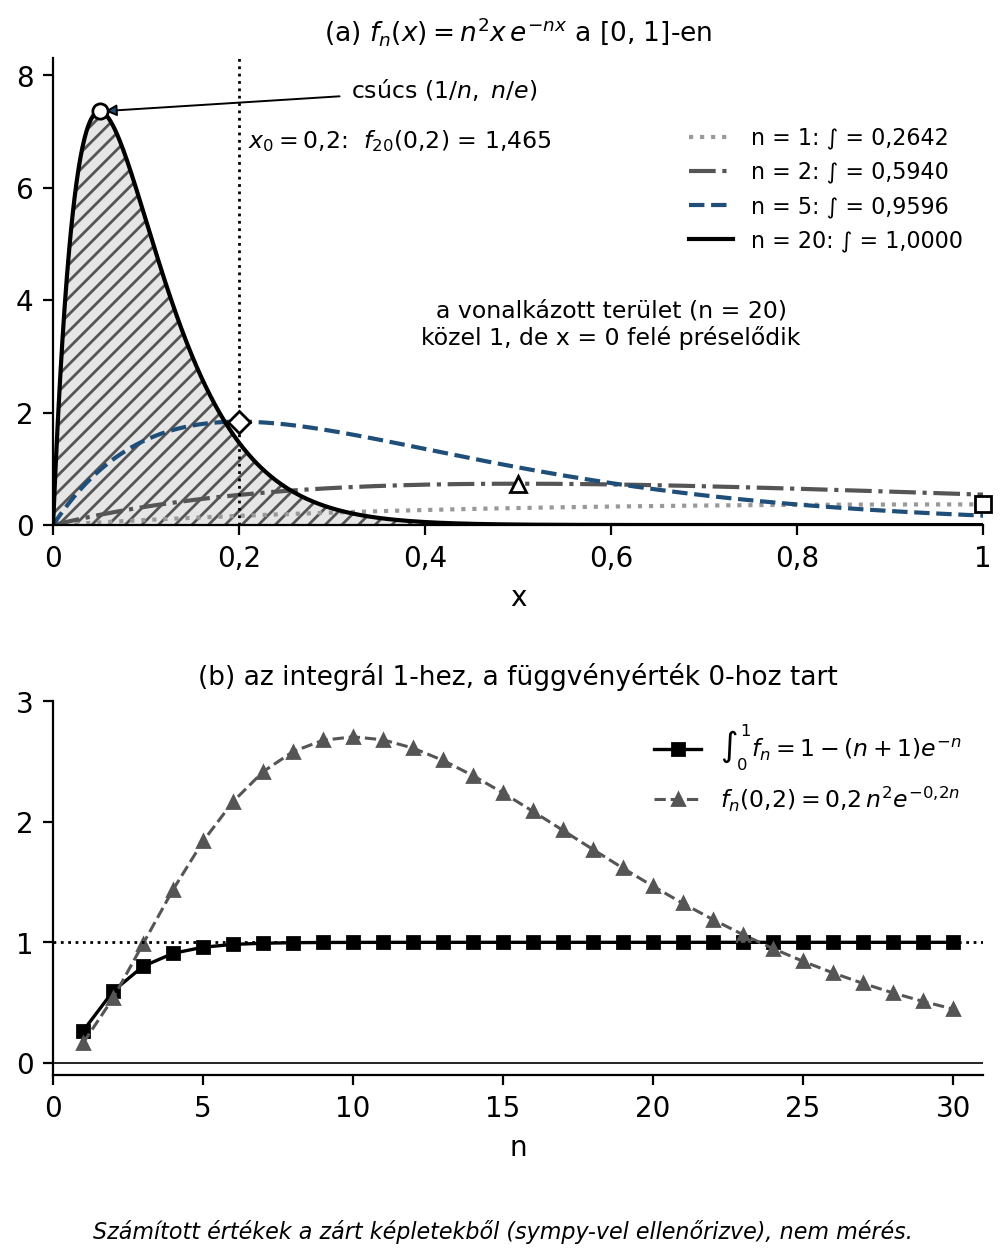 (a) fₙ(x) = n²x e⁻ⁿˣ a [0, 1]-en
8
6
4
2
0
csúcs (1/n, n/e)
x₀ = 0,2: f₂₀(0,2) = 1,465
n = 1: ∫ = 0,2642
n = 2: ∫ = 0,5940
n = 5: ∫ = 0,9596
n = 20: ∫ = 1,0000
a vonalkázott terület (n = 20)
közel 1, de x = 0 felé préselődik
0 0,2 0,4 0,6 0,8 1
x
(b) az integrál 1-hez, a függvényérték 0-hoz tart
3
2
1
0
∫₀¹ fₙ = 1 − (n + 1)e⁻ⁿ
fₙ(0,2) = 0,2 n²e^{−0,2n}
0 5 10 15 20 25 30
n
Számított értékek a zárt képletekből (sympy-vel ellenőrizve), nem mérés.